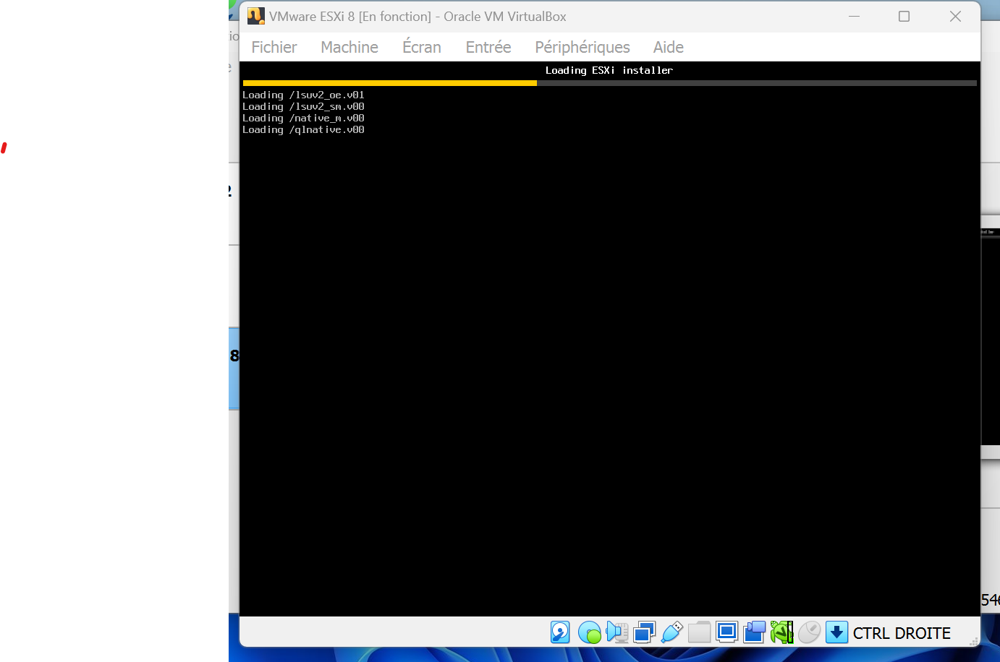 VMware ESXi 8 [En fonction] - Oracle VM VirtualBox
Fichier Machine Écran Entrée Périphériques Aide
Loading ESXi installer
Loading /lsuv2_oe.v01
Loading /lsuv2_sm.v00
Loading /native_m.v00
Loading /qlnative.v00
8
CTRL DROITE